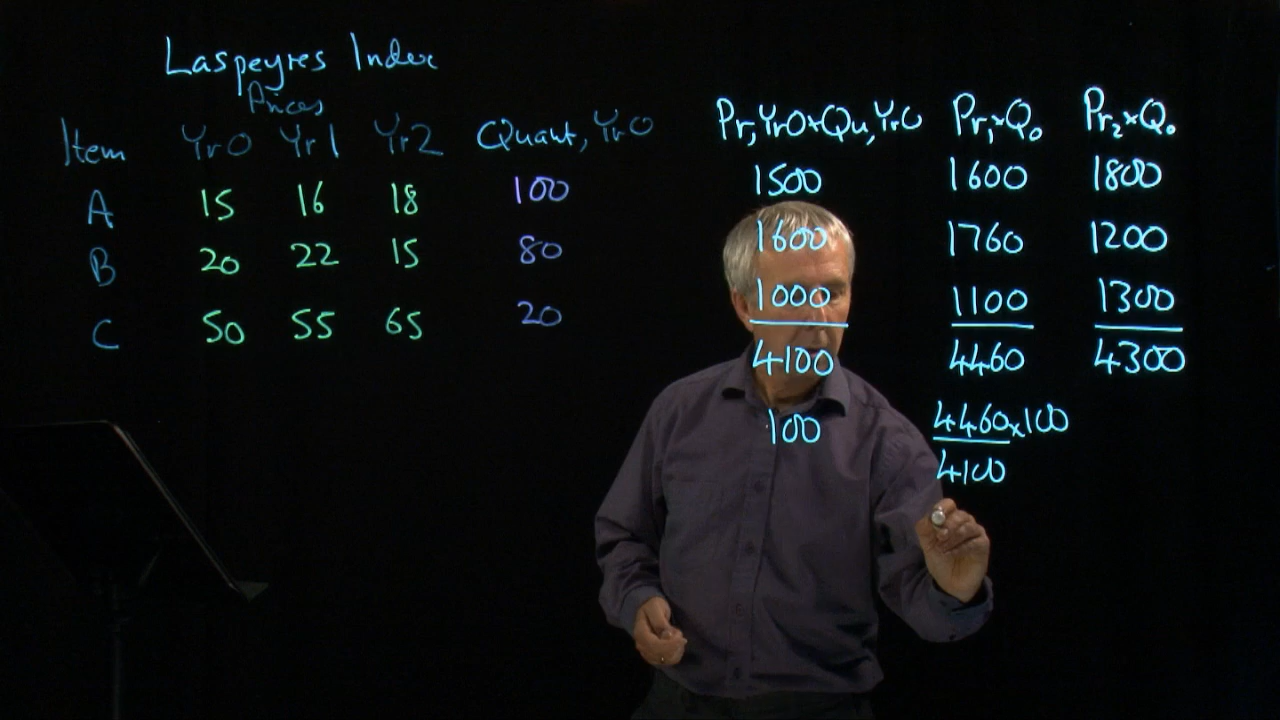 Laspeyres Index
Prices
Item Yr0 Yr1 Yr2 Quant, Yr0 Pr,Yr0×Qu,Yr0 Pr₁×Q₀ Pr₂×Q₀
A 15 16 18 100 1500 1600 1800
B 20 22 15 80 1600 1760 1200
C 50 55 65 20 1000 1100 1300
4100 4460 4300
100 4460×100
4100